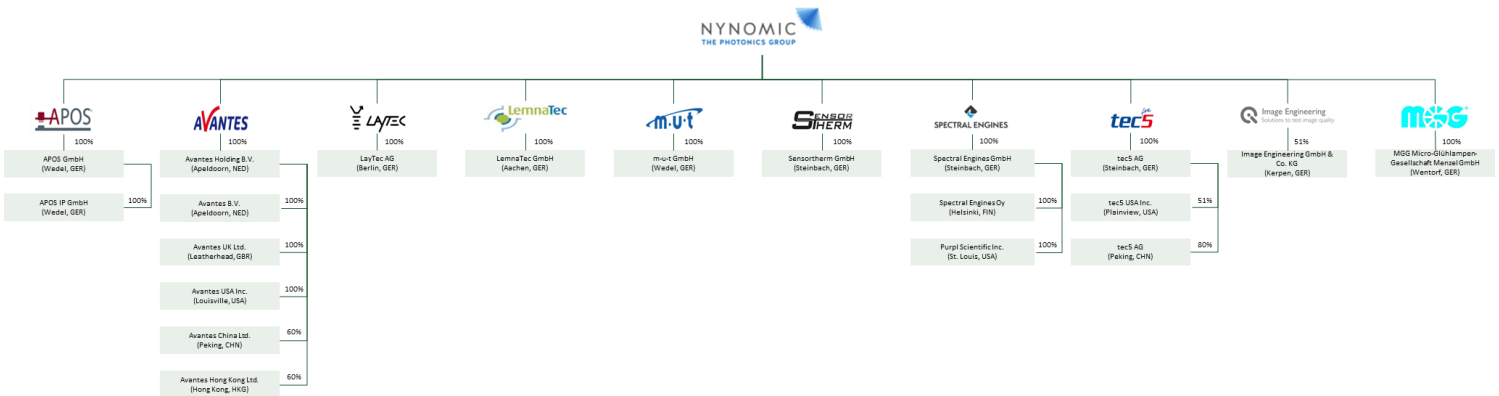 NYNOMIC
THE PHOTONICS GROUP
APOS
AVANTES
LAYTEC
LemnaTec
m·u·t
SENSOR
THERM
SPECTRAL ENGINES
tec5
Image Engineering
Solutions to test image quality
MGG
100%
100%
100%
100%
100%
100%
100%
100%
51%
100%
APOS GmbH
(Wedel, GER)
Avantes Holding B.V.
(Apeldoorn, NED)
LayTec AG
(Berlin, GER)
LemnaTec GmbH
(Aachen, GER)
m-u-t GmbH
(Wedel, GER)
Sensortherm GmbH
(Steinbach, GER)
Spectral Engines GmbH
(Steinbach, GER)
tec5 AG
(Steinbach, GER)
Image Engineering GmbH &
Co. KG
(Kerpen, GER)
MGG Micro-Glühlampen-
Gesellschaft Menzel GmbH
(Wentorf, GER)
APOS IP GmbH
(Wedel, GER)
100%
Avantes B.V.
(Apeldoorn, NED)
100%
Spectral Engines Oy
(Helsinki, FIN)
100%
tec5 USA Inc.
(Plainview, USA)
51%
Avantes UK Ltd.
(Leatherhead, GBR)
100%
Purpl Scientific Inc.
(St. Louis, USA)
100%
tec5 AG
(Peking, CHN)
80%
Avantes USA Inc.
(Louisville, USA)
100%
Avantes China Ltd.
(Peking, CHN)
60%
Avantes Hong Kong Ltd.
(Hong Kong, HKG)
60%